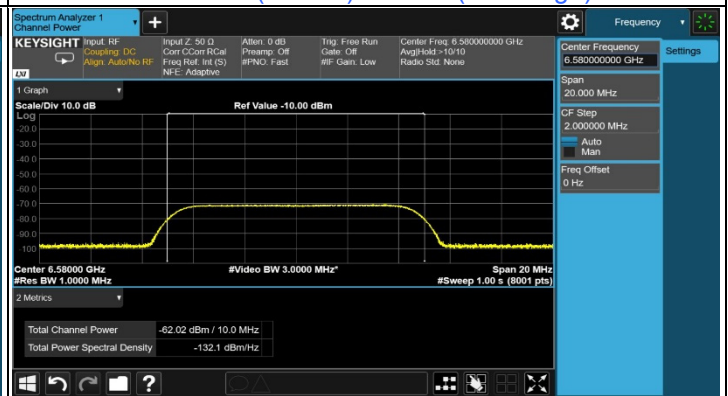 Spectrum Analyzer 1
Channel Power
+
Frequency
KEYSIGHT
Input: RF
Coupling: DC
Align: Auto/No RF
Input Z: 50 Ω
Corr CCorr RCal
Freq Ref: Int (S)
NFE: Adaptive
Atten: 0 dB
Preamp: Off
#PNO: Fast
Trig: Free Run
Gate: Off
#IF Gain: Low
Center Freq: 6.580000000 GHz
Avg|Hold:>10/10
Radio Std: None
LXI
Center Frequency
6.580000000 GHz
Settings
Span
20.000 MHz
CF Step
2.000000 MHz
Auto
Man
Freq Offset
0 Hz
1 Graph
Scale/Div 10.0 dB
Ref Value -10.00 dBm
Log
-20.0
-30.0
-40.0
-50.0
-60.0
-70.0
-80.0
-90.0
-100
Center 6.58000 GHz
#Video BW 3.0000 MHz*
Span 20 MHz
#Res BW 1.0000 MHz
#Sweep 1.00 s (8001 pts)
2 Metrics
Total Channel Power -62.02 dBm / 10.0 MHz
Total Power Spectral Density -132.1 dBm/Hz
?